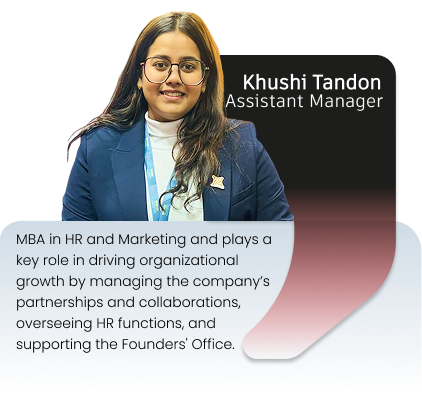 Khushi Tandon
Assistant Manager
MBA in HR and Marketing and plays a
key role in driving organizational
growth by managing the company’s
partnerships and collaborations,
overseeing HR functions, and
supporting the Founders' Office.